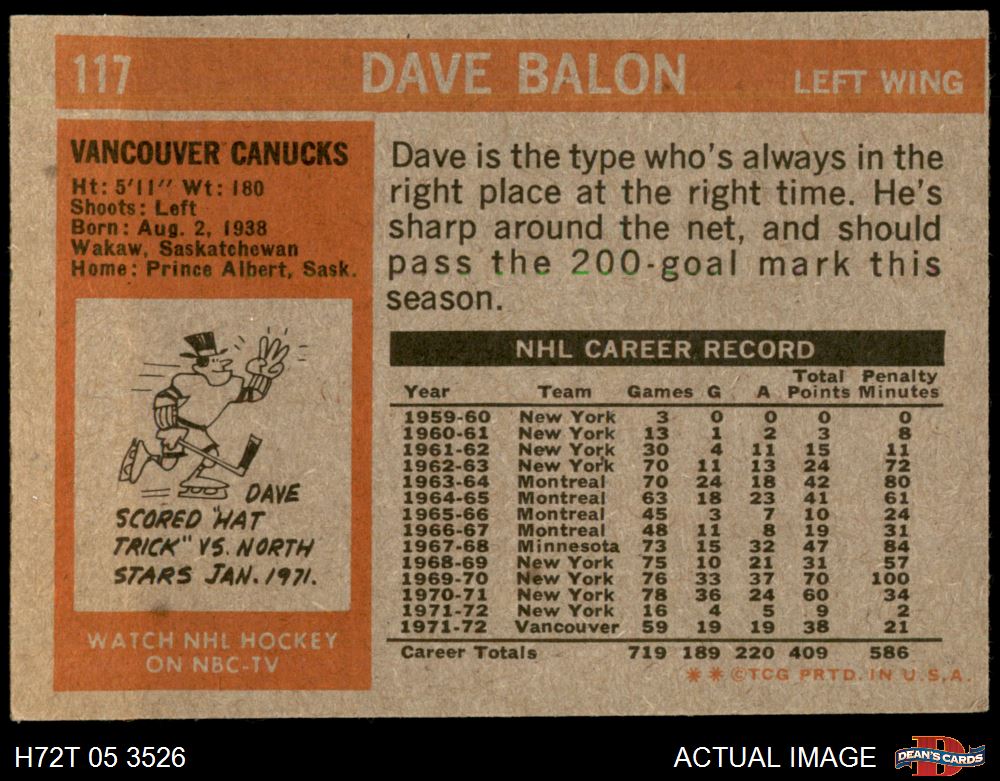 117 DAVE BALON LEFT WING
VANCOUVER CANUCKS
Ht: 5'11" Wt: 180
Shoots: Left
Born: Aug. 2, 1938
Wakaw, Saskatchewan
Home: Prince Albert, Sask.
DAVE
SCORED "HAT
TRICK" VS. NORTH
STARS JAN. 1971.
WATCH NHL HOCKEY
ON NBC-TV
Dave is the type who's always in the
right place at the right time. He's
sharp around the net, and should
pass the 200-goal mark this
season.
NHL CAREER RECORD
Year Team Games G A Total Points Penalty Minutes
1959-60 New York 3 0 0 0 0
1960-61 New York 13 1 2 3 8
1961-62 New York 30 4 11 15 11
1962-63 New York 70 11 13 24 72
1963-64 Montreal 70 24 18 42 80
1964-65 Montreal 63 18 23 41 61
1965-66 Montreal 45 3 7 10 24
1966-67 Montreal 48 11 8 19 31
1967-68 Minnesota 73 15 32 47 84
1968-69 New York 75 10 21 31 57
1969-70 New York 76 33 37 70 100
1970-71 New York 78 36 24 60 34
1971-72 New York 16 4 5 9 2
1971-72 Vancouver 59 19 19 38 21
Career Totals 719 189 220 409 586
**©TCG PRTD. IN U.S.A.
H72T 05 3526 ACTUAL IMAGE D DEAN'S CARDS